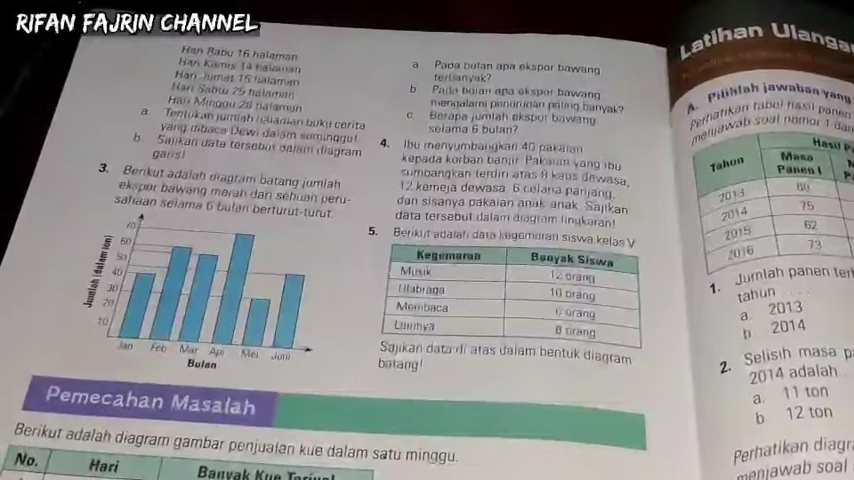 RIFAN FAJRIN CHANNEL
Hari Rabu 16 halaman
Hari Kamis 14 halaman
Hari Jumat 15 halaman
Hari Sabtu 25 halaman
Hari Minggu 28 halaman
a. Tentukan jumlah halaman buku cerita
yang dibaca Dewi dalam seminggu!
b. Sajikan data tersebut dalam diagram
garis!
3. Berikut adalah diagram batang jumlah
ekspor bawang merah dari sebuah peru-
sahaan selama 6 bulan berturut-turut.
Jumlah (dalam ton)
70
60
50
40
30
20
10
Jan Feb Mar Apr Mei Juni
Bulan
a. Pada bulan apa ekspor bawang
terbanyak?
b. Pada bulan apa ekspor bawang
mengalami penurunan paling banyak?
c. Berapa jumlah ekspor bawang
selama 6 bulan?
4. Ibu menyumbangkan 40 pakaian
kepada korban banjir. Pakaian yang ibu
sumbangkan terdiri atas 8 kaus dewasa,
12 kemeja dewasa, 6 celana panjang,
dan sisanya pakaian anak-anak. Sajikan
data tersebut dalam diagram lingkaran!
5. Berikut adalah data kegemaran siswa kelas V
Kegemaran Banyak Siswa
Musik 12 orang
Olahraga 10 orang
Membaca 6 orang
Lainnya 8 orang
Sajikan data di atas dalam bentuk diagram
batang!
Pemecahan Masalah
Berikut adalah diagram gambar penjualan kue dalam satu minggu.
No. Hari Banyak Kue Terjual
Latihan Ulangan
A. Pilihlah jawaban yang
Perhatikan tabel hasil panen
menjawab soal nomor 1 dan
Tahun Hasil
Masa
Panen I
2013
2014 75
2015 62
2016 73
1. Jumlah panen
tahun ....
a. 2013
b. 2014
2. Selisih masa
2014 adalah
a. 11 ton
b. 12 ton
Perhatikan diagram
menjawab soal